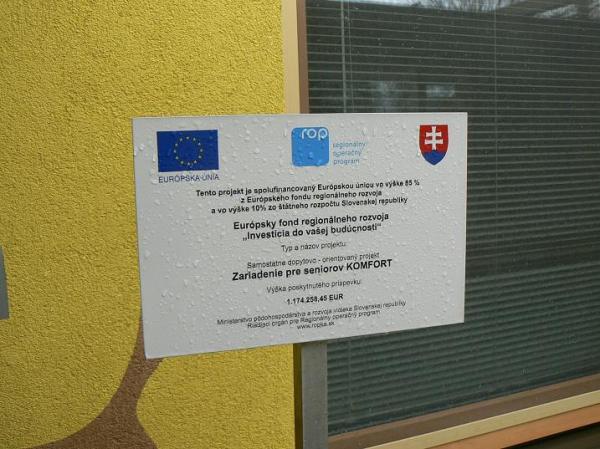 EURÓPSKA ÚNIA
rop
regionálny
operačný
program
Tento projekt je spolufinancovaný Európskou úniou vo výške 85 %
z Európskeho fondu regionálneho rozvoja
a vo výške 10% zo štátneho rozpočtu Slovenskej republiky
Európsky fond regionálneho rozvoja
„Investícia do vašej budúcnosti“
Typ a názov projektu:
Samostatne dopytovo - orientovaný projekt
Zariadenie pre seniorov KOMFORT
Výška poskytnutého príspevku:
1.174.258,45 EUR
Ministerstvo pôdohospodárstva a rozvoja vidieka Slovenskej republiky
Riadiaci orgán pre Regionálny operačný program
www.ropka.sk